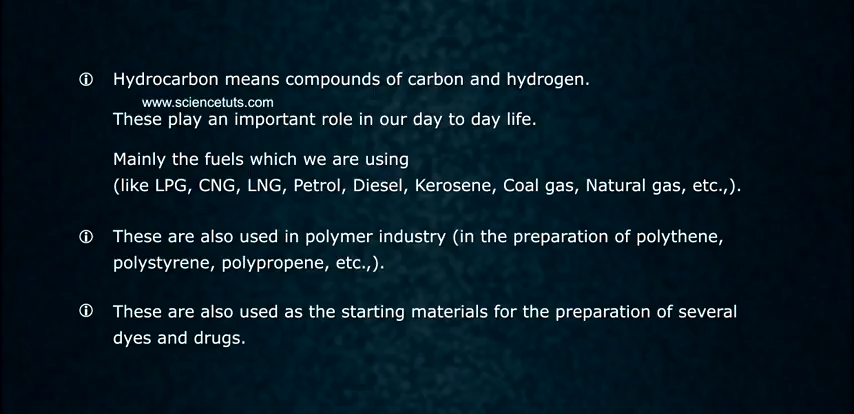 Hydrocarbon means compounds of carbon and hydrogen.
www.sciencetuts.com
These play an important role in our day to day life.
Mainly the fuels which we are using
(like LPG, CNG, LNG, Petrol, Diesel, Kerosene, Coal gas, Natural gas, etc.,).
These are also used in polymer industry (in the preparation of polythene,
polystyrene, polypropene, etc.,).
These are also used as the starting materials for the preparation of several
dyes and drugs.